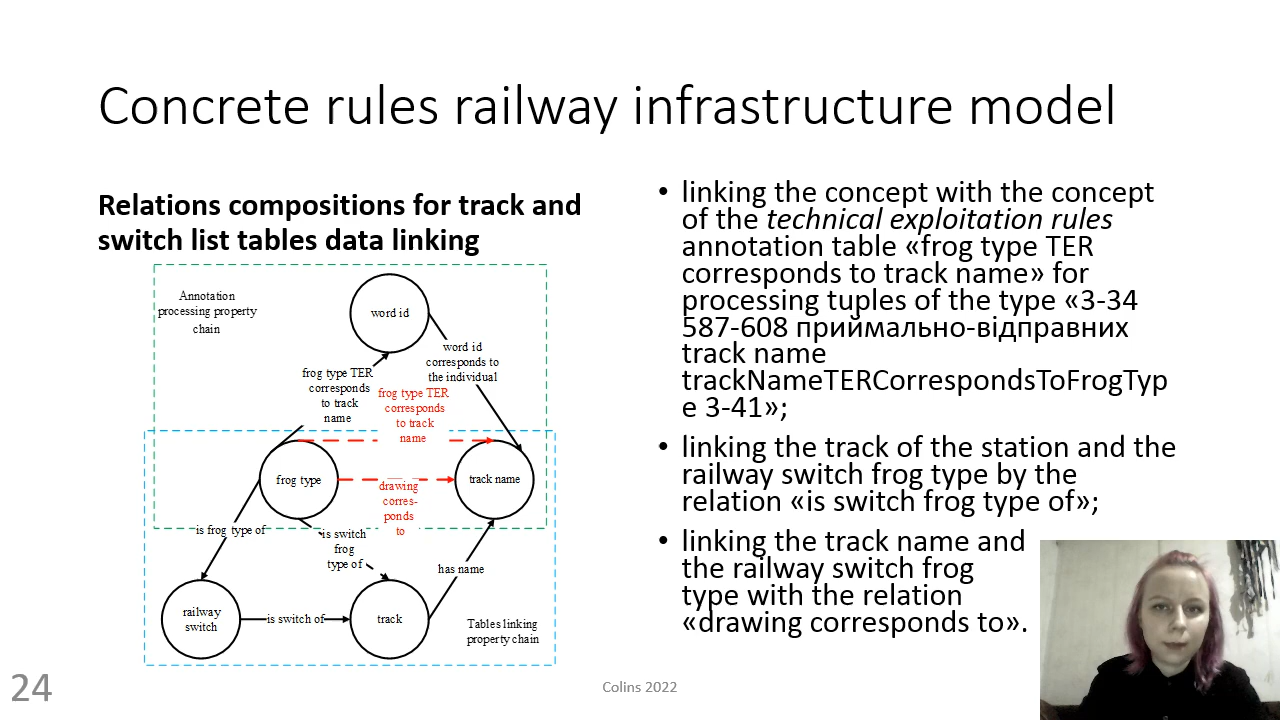 Concrete rules railway infrastructure model
Relations compositions for track and
switch list tables data linking
Annotation
processing property
chain
word id
word id
corresponds to
the individual
frog type TER
corresponds
to track
name
frog type TER
corresponds
to track
name
frog type
track name
drawing
corres-
ponds
to
is frog type of
is switch
frog
type of
has name
railway
switch
is switch of
track
Tables linking
property chain
• linking the concept with the concept
of the technical exploitation rules
annotation table «frog type TER
corresponds to track name» for
processing tuples of the type «3-34
587-608 приймально-відправних
track name
trackNameTERCorrespondsToFrogTyp
e 3-41»;
• linking the track of the station and the
railway switch frog type by the
relation «is switch frog type of»;
• linking the track name and
the railway switch frog
type with the relation
«drawing corresponds to».
24
Colins 2022